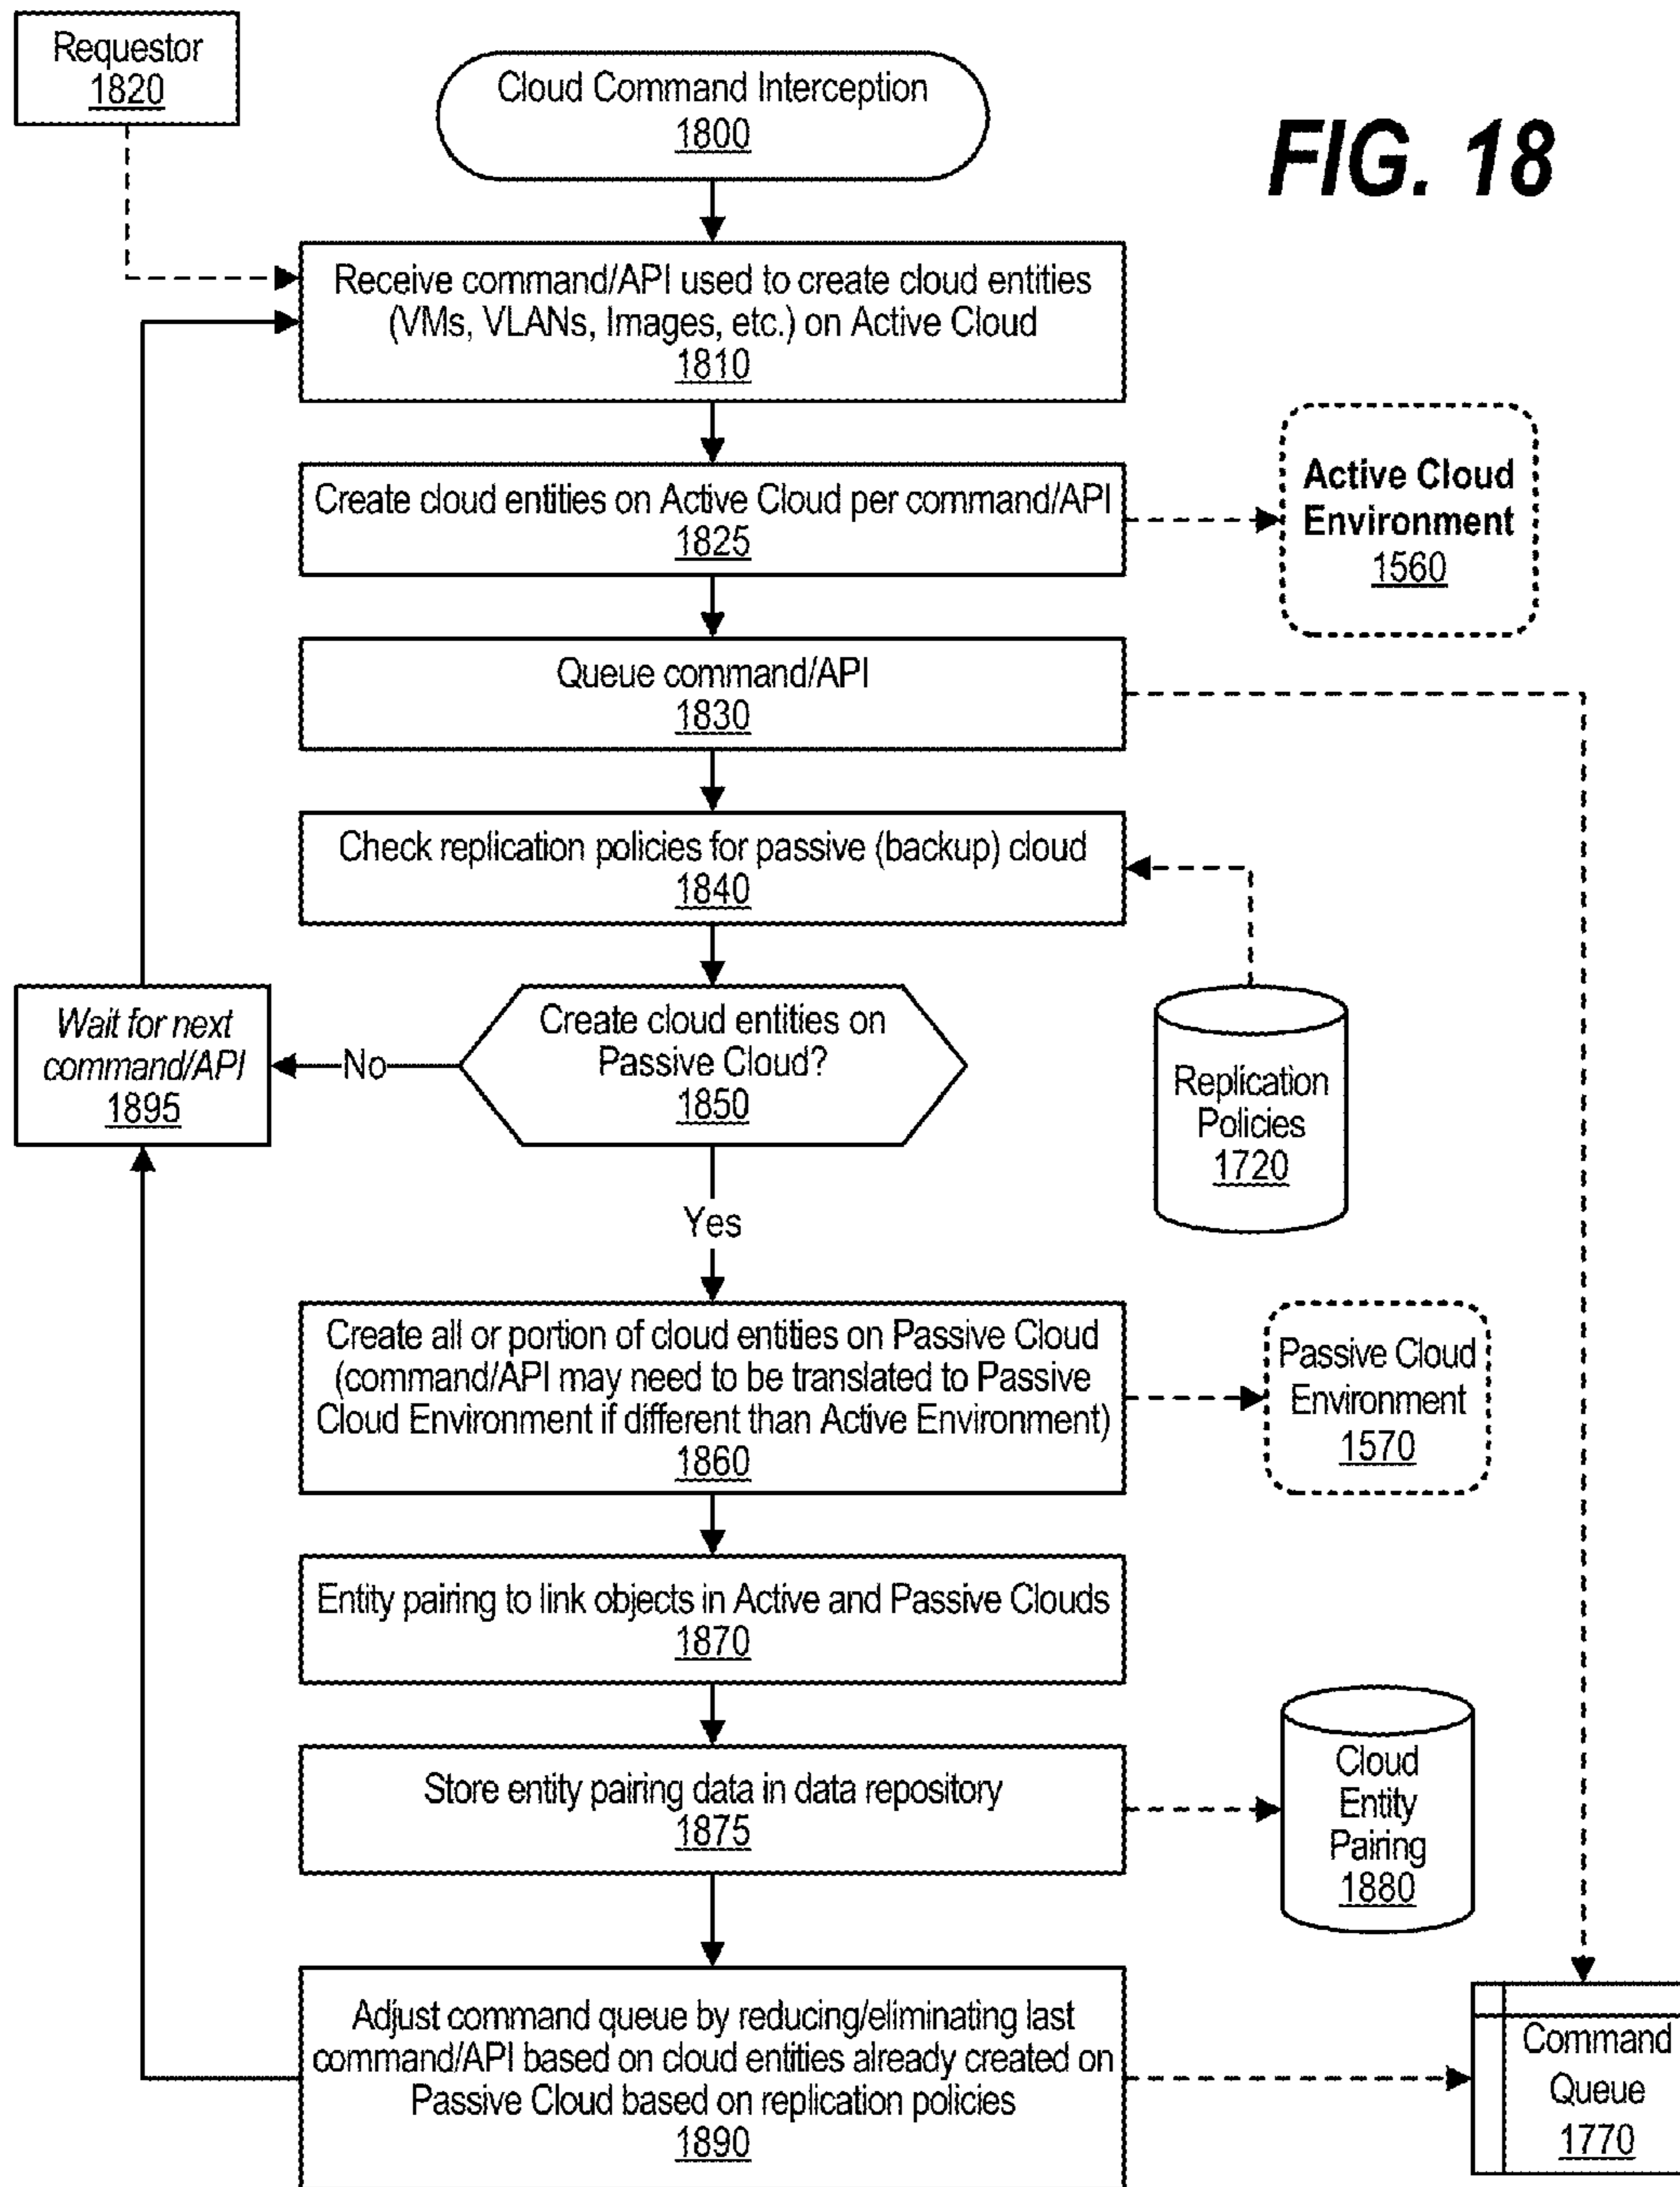 Requestor
1820
Cloud Command Interception
1800
FIG. 18
Receive command/API used to create cloud entities
(VMs, VLANs, Images, etc.) on Active Cloud
1810
Create cloud entities on Active Cloud per command/API
1825
Active Cloud
Environment
1560
Queue command/API
1830
Check replication policies for passive (backup) cloud
1840
Wait for next
command/API
1895
No
Create cloud entities on
Passive Cloud?
1850
Replication
Policies
1720
Yes
Create all or portion of cloud entities on Passive Cloud
(command/API may need to be translated to Passive
Cloud Environment if different than Active Environment)
1860
Passive Cloud
Environment
1570
Entity pairing to link objects in Active and Passive Clouds
1870
Store entity pairing data in data repository
1875
Cloud
Entity
Pairing
1880
Adjust command queue by reducing/eliminating last
command/API based on cloud entities already created on
Passive Cloud based on replication policies
1890
Command
Queue
1770